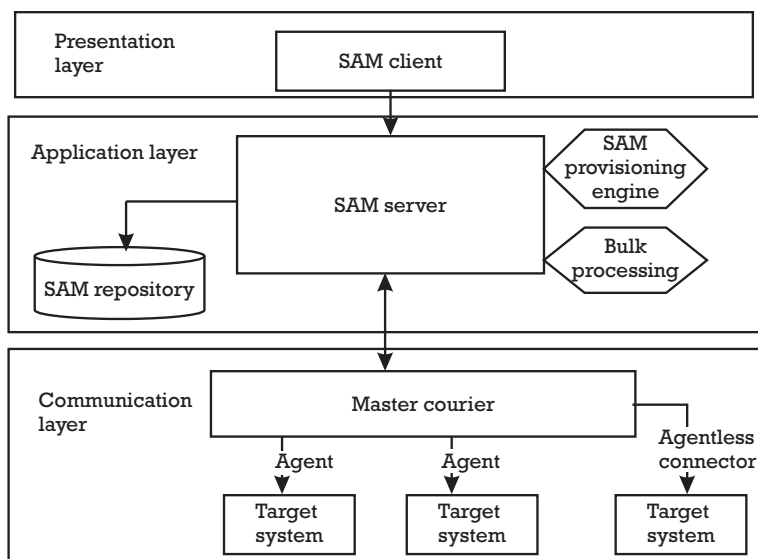 Presentation
layer
SAM client
Application layer
SAM server
SAM
provisioning
engine
Bulk
processing
SAM repository
Communication
layer
Master courier
Agent
Agent
Agentless
connector
Target
system
Target
system
Target
system